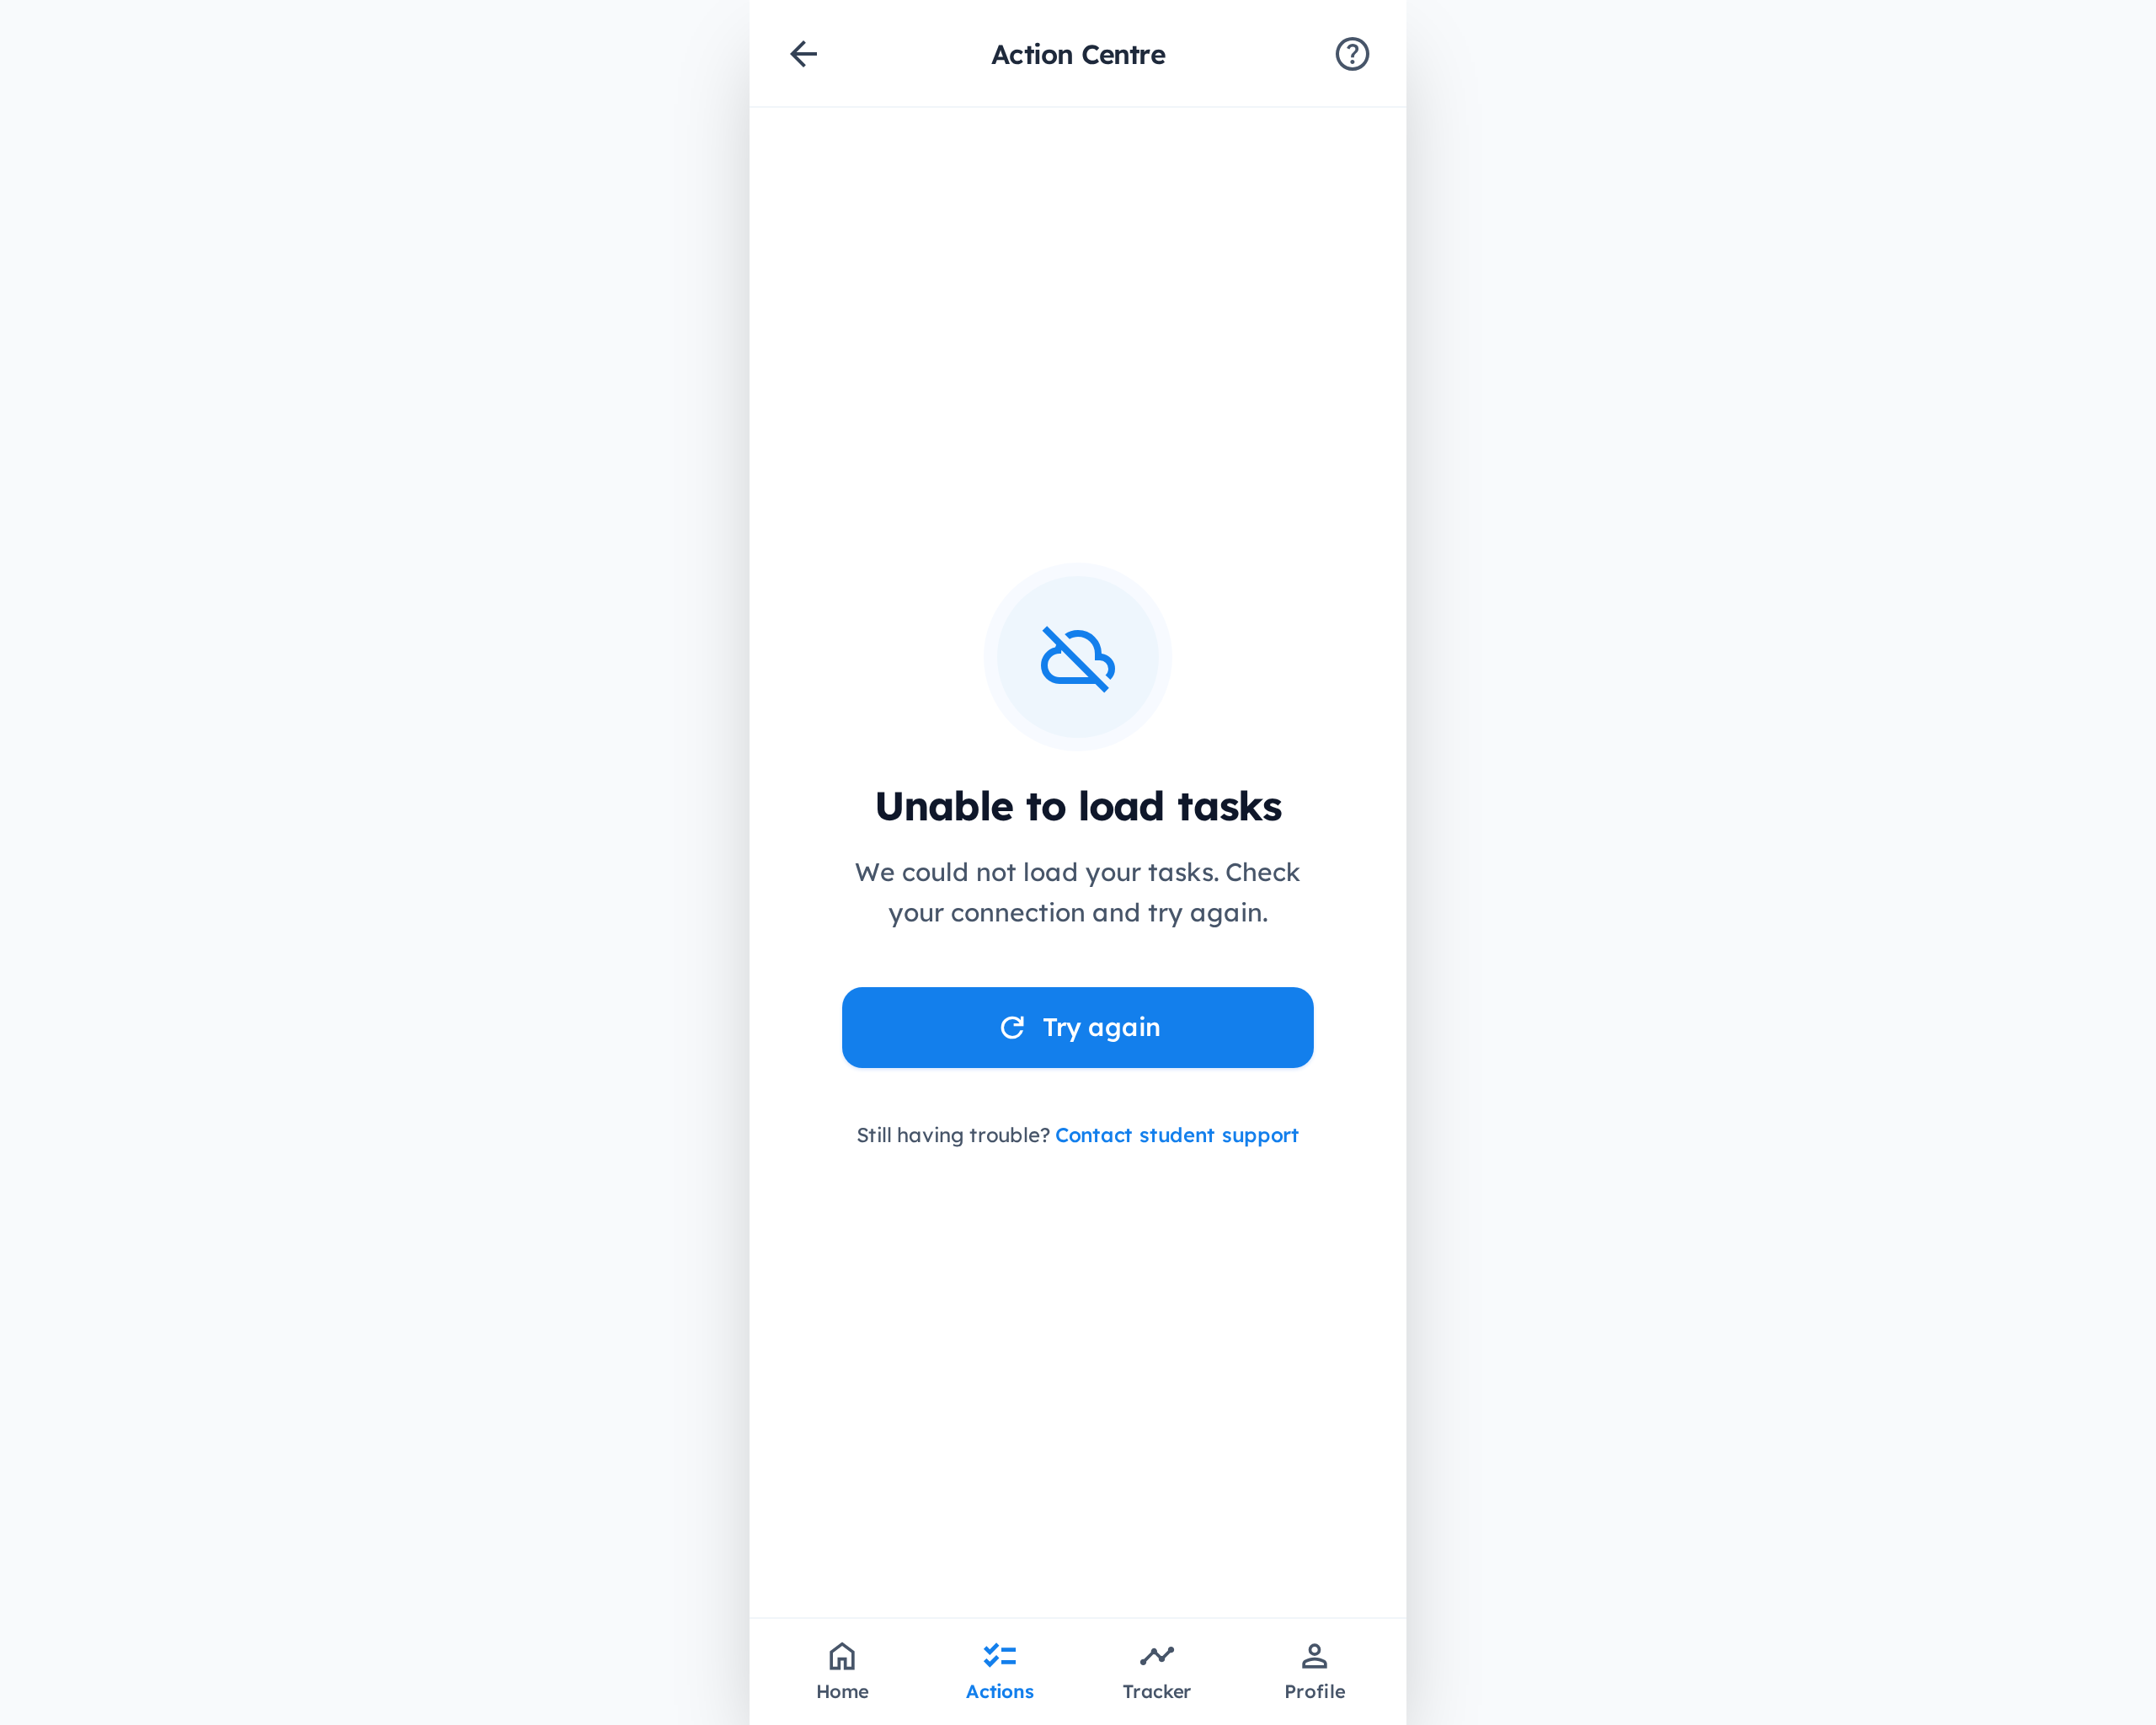 Action Centre
Unable to load tasks
We could not load your tasks. Check
your connection and try again.
Try again
Still having trouble? Contact student support
Home
Actions
Tracker
Profile